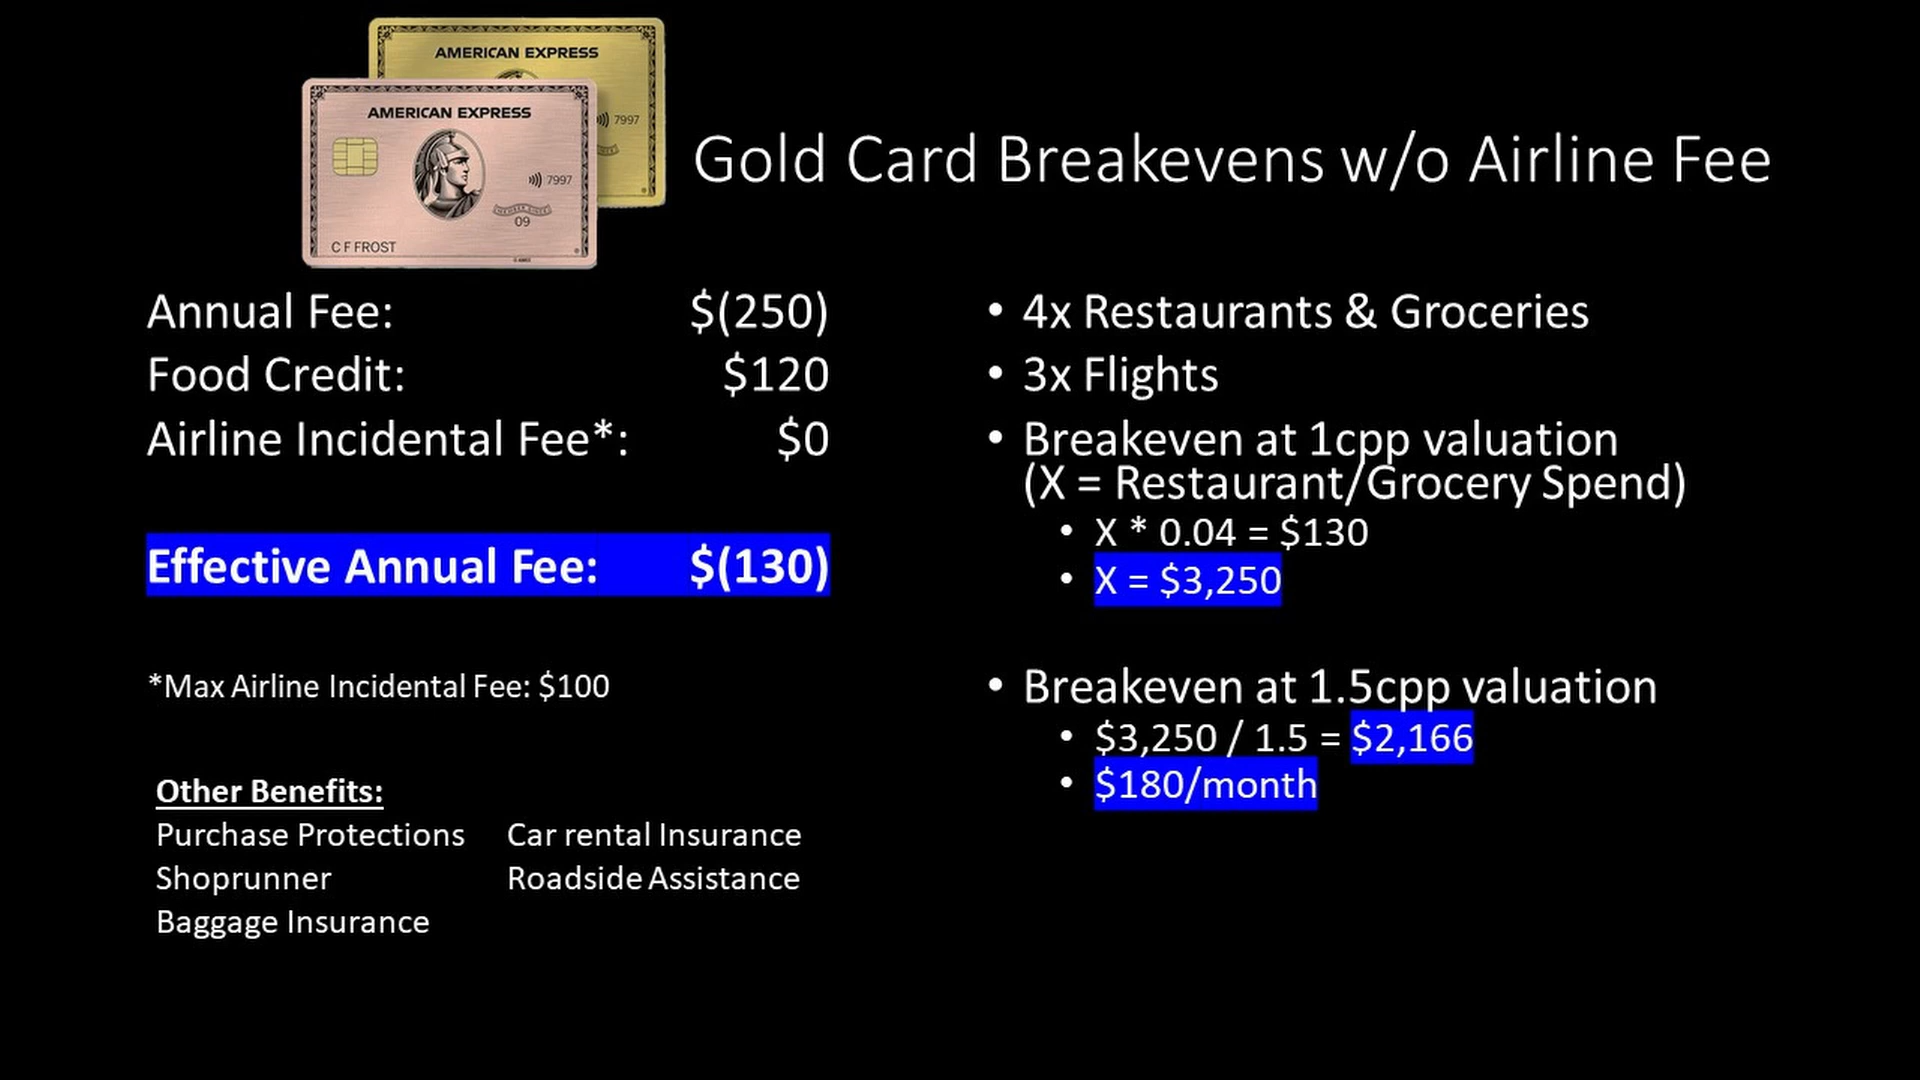 AMERICAN EXPRESS
7997
AMERICAN EXPRESS
7997
MEMBER SINCE
09
C F FROST
Gold Card Breakevens w/o Airline Fee
Annual Fee: $(250)
Food Credit: $120
Airline Incidental Fee*: $0
Effective Annual Fee: $(130)
*Max Airline Incidental Fee: $100
Other Benefits:
Purchase Protections Car rental Insurance
Shoprunner Roadside Assistance
Baggage Insurance
• 4x Restaurants & Groceries
• 3x Flights
• Breakeven at 1cpp valuation
(X = Restaurant/Grocery Spend)
• X * 0.04 = $130
• X = $3,250
• Breakeven at 1.5cpp valuation
• $3,250 / 1.5 = $2,166
• $180/month